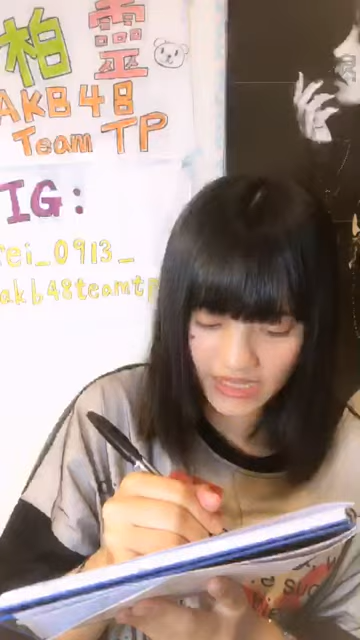 柏靈
AKB48
Team TP
IG:
rei_0913_
akb48teamtp